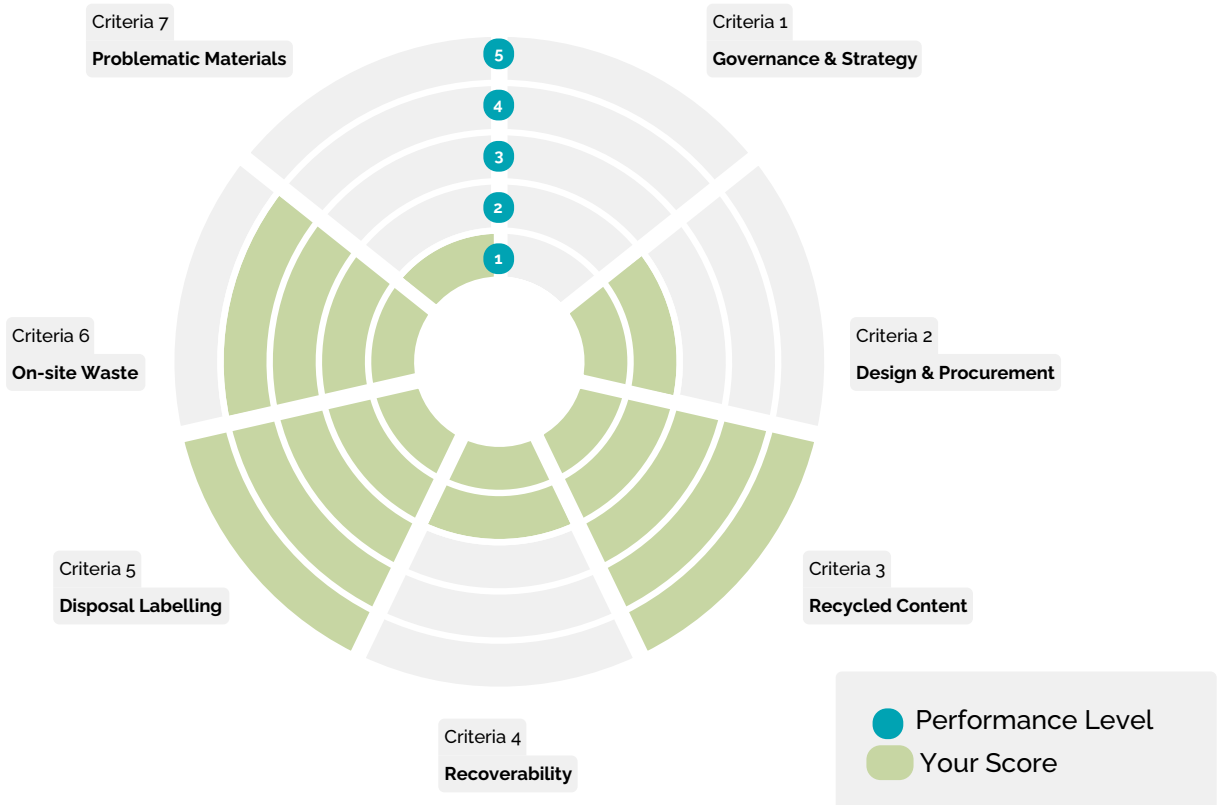 Criteria 7
Problematic Materials
Criteria 1
Governance & Strategy
5
4
3
2
1
Criteria 6
On-site Waste
Criteria 2
Design & Procurement
Criteria 5
Disposal Labelling
Criteria 3
Recycled Content
Criteria 4
Recoverability
Performance Level
Your Score